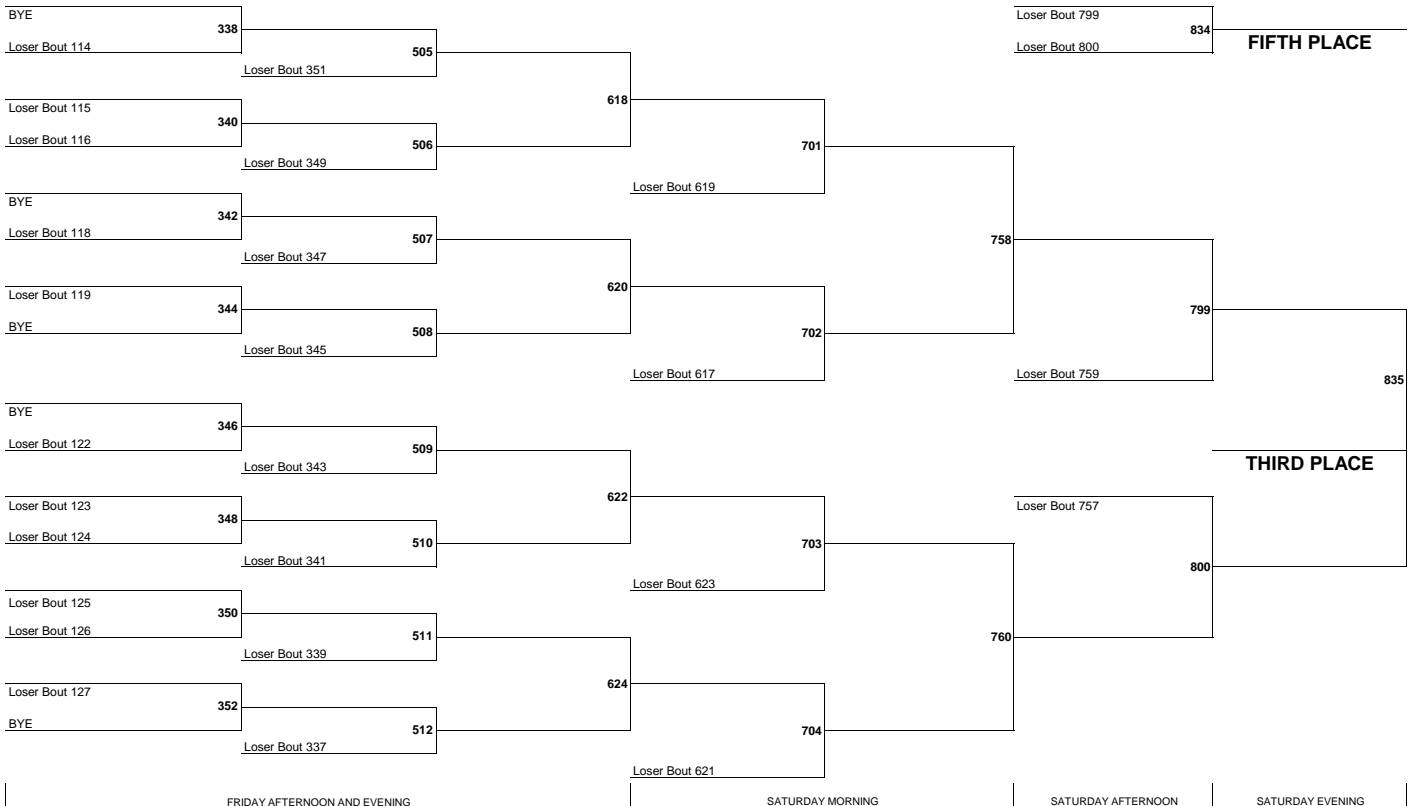 BYE
338
Loser Bout 114
505
Loser Bout 351
618
Loser Bout 115
340
Loser Bout 116
506
Loser Bout 349
701
Loser Bout 619
BYE
342
Loser Bout 118
507
Loser Bout 347
758
620
Loser Bout 119
344
BYE
508
Loser Bout 345
702
Loser Bout 617
BYE
346
Loser Bout 122
509
Loser Bout 343
622
Loser Bout 123
348
Loser Bout 124
510
Loser Bout 341
703
Loser Bout 623
Loser Bout 125
350
Loser Bout 126
511
Loser Bout 339
760
624
Loser Bout 127
352
BYE
512
Loser Bout 337
704
Loser Bout 621
Loser Bout 799
834
Loser Bout 800
FIFTH PLACE
799
Loser Bout 759
835
THIRD PLACE
Loser Bout 757
800
FRIDAY AFTERNOON AND EVENING
SATURDAY MORNING
SATURDAY AFTERNOON
SATURDAY EVENING